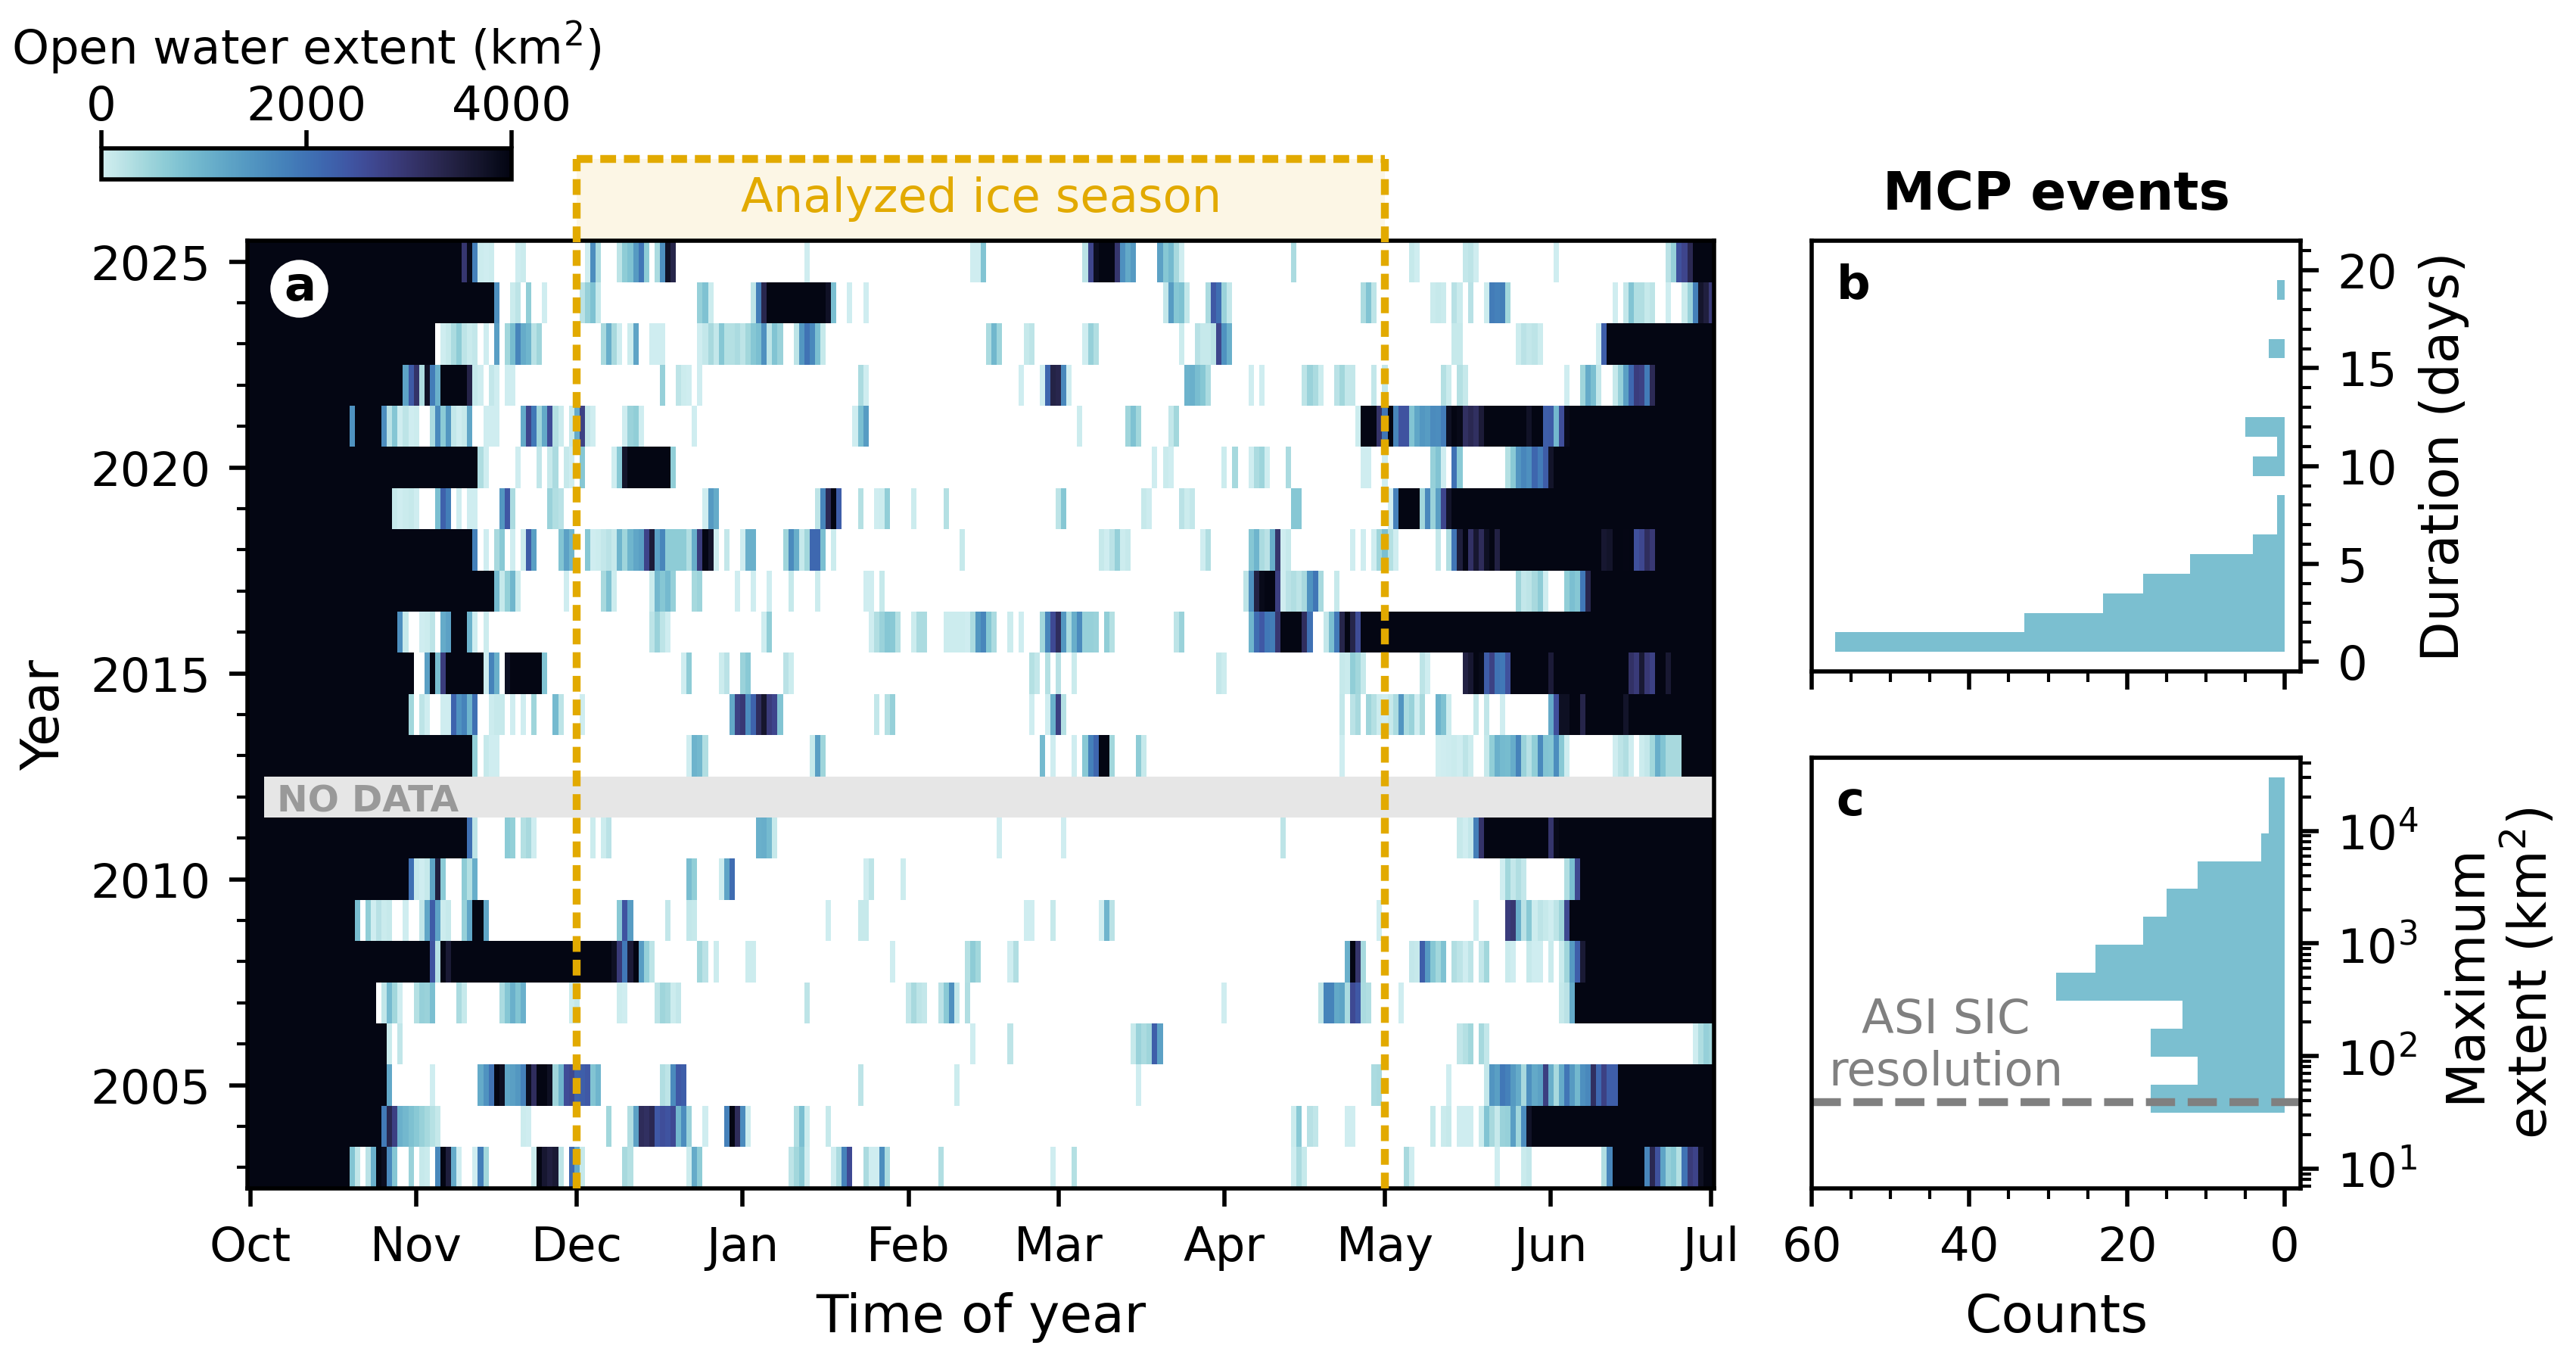 Open water extent (km²)
0 2000 4000
Analyzed ice season
MCP events
a
2025
2020
2015
2010
2005
Year
NO DATA
Oct Nov Dec Jan Feb Mar Apr May Jun Jul
Time of year
b
20
15
10
5
0
Duration (days)
c
10⁴
10³
10²
10¹
Maximum
extent (km²)
ASI SIC
resolution
60 40 20 0
Counts